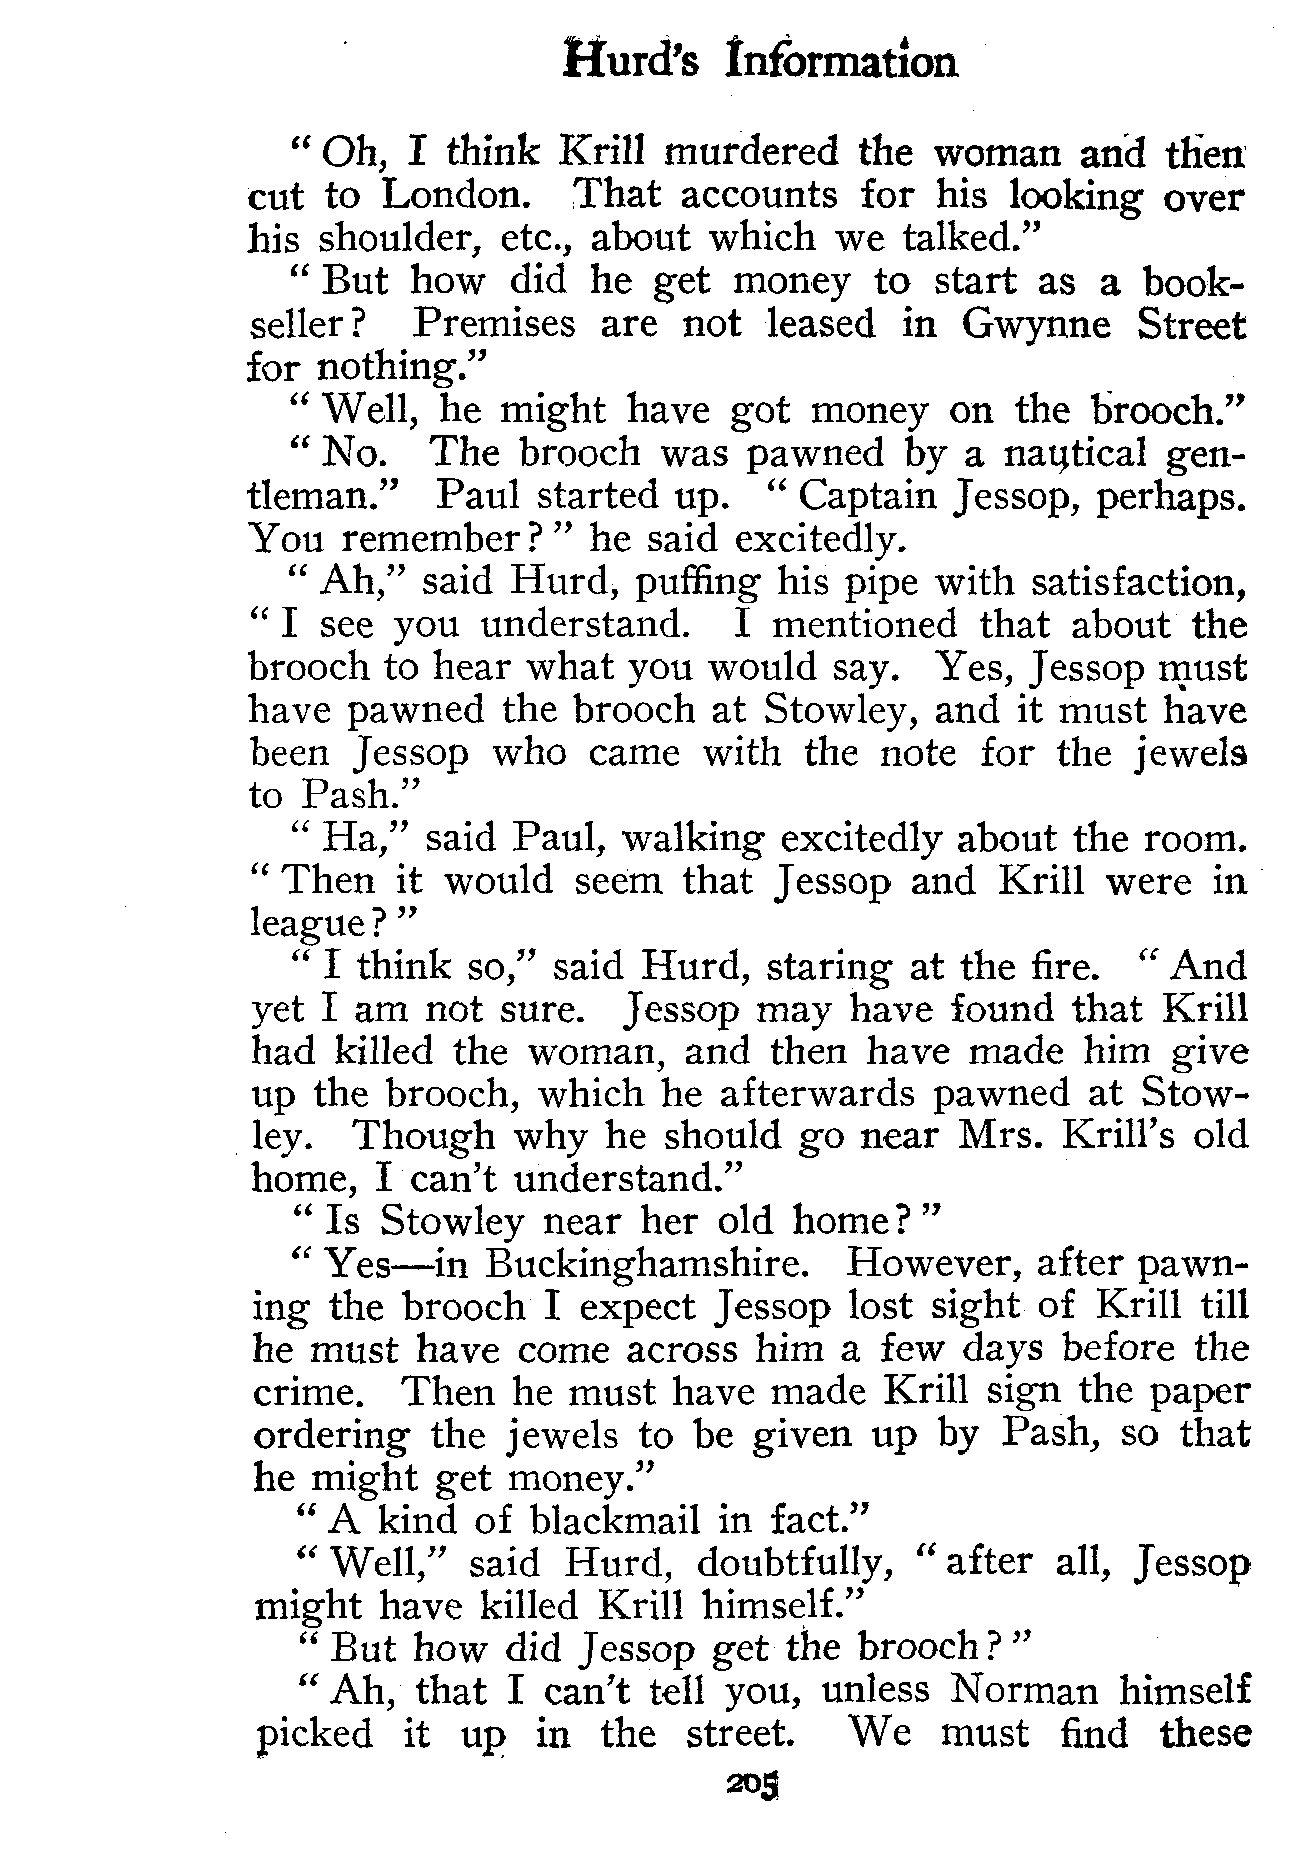 Hurd's Information
“ Oh, I think Krill murdered the woman and then
cut to London. That accounts for his looking over
his shoulder, etc., about which we talked.”
“ But how did he get money to start as a book-
seller? Premises are not leased in Gwynne Street
for nothing.”
“ Well, he might have got money on the brooch.”
“ No. The brooch was pawned by a nautical gen-
tleman.” Paul started up. “ Captain Jessop, perhaps.
You remember? ” he said excitedly.
“ Ah,” said Hurd, puffing his pipe with satisfaction,
“ I see you understand. I mentioned that about the
brooch to hear what you would say. Yes, Jessop must
have pawned the brooch at Stowley, and it must have
been Jessop who came with the note for the jewels
to Pash.”
“ Ha,” said Paul, walking excitedly about the room.
“ Then it would seem that Jessop and Krill were in
league? ”
“ I think so,” said Hurd, staring at the fire. “ And
yet I am not sure. Jessop may have found that Krill
had killed the woman, and then have made him give
up the brooch, which he afterwards pawned at Stow-
ley. Though why he should go near Mrs. Krill's old
home, I can't understand.”
“ Is Stowley near her old home? ”
“ Yes—in Buckinghamshire. However, after pawn-
ing the brooch I expect Jessop lost sight of Krill till
he must have come across him a few days before the
crime. Then he must have made Krill sign the paper
ordering the jewels to be given up by Pash, so that
he might get money.”
“ A kind of blackmail in fact.”
“ Well,” said Hurd, doubtfully, “ after all, Jessop
might have killed Krill himself.”
“ But how did Jessop get the brooch? ”
“ Ah, that I can't tell you, unless Norman himself
picked it up in the street. We must find these
205